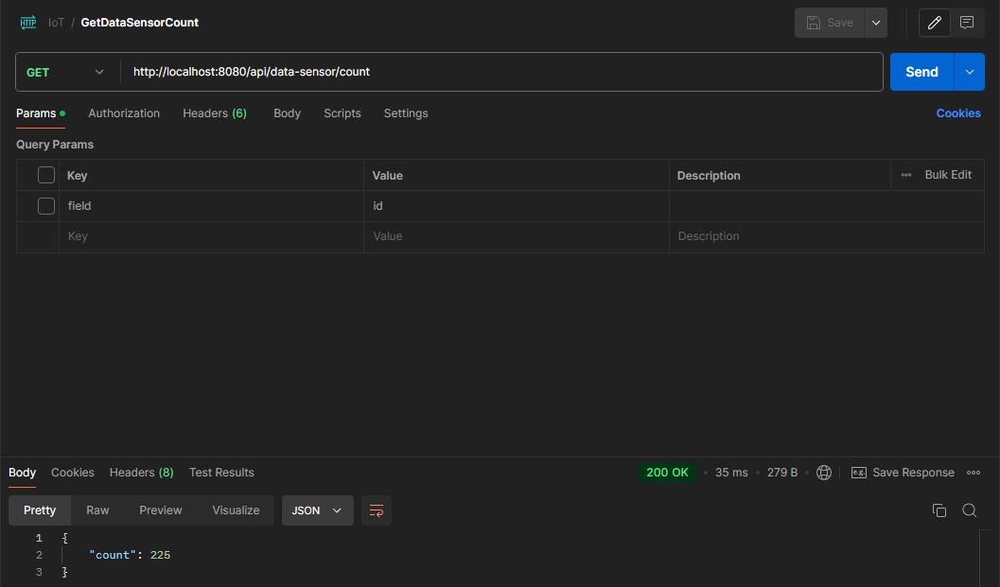 HTTP IoT / GetDataSensorCount Save
GET http://localhost:8080/api/data-sensor/count Send
Params Authorization Headers (6) Body Scripts Settings Cookies
Query Params
Key Value Description Bulk Edit
field id
Key Value Description
Body Cookies Headers (8) Test Results 200 OK 35 ms 279 B e.g. Save Response
Pretty Raw Preview Visualize JSON
1 {
2 "count": 225
3 }